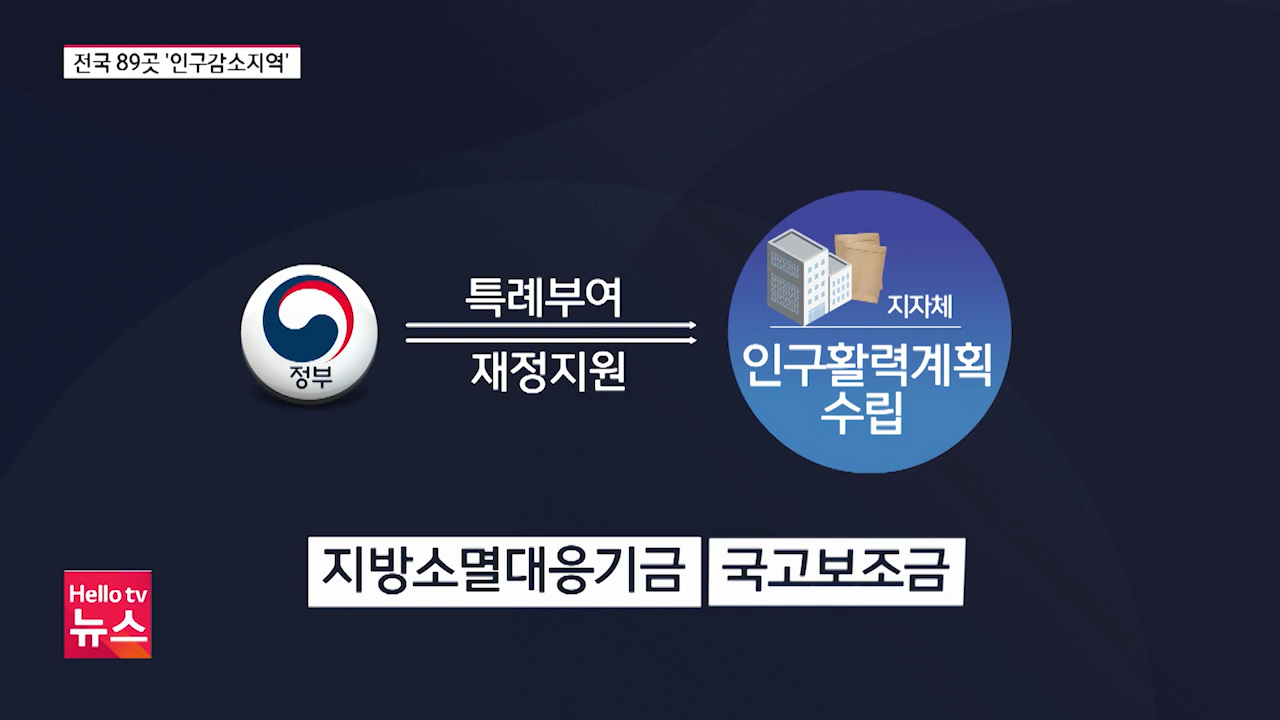 전국 89곳 '인구감소지역'
정부
특례부여
재정지원
지자체
인구활력계획
수립
지방소멸대응기금 국고보조금
Hello tv
뉴스